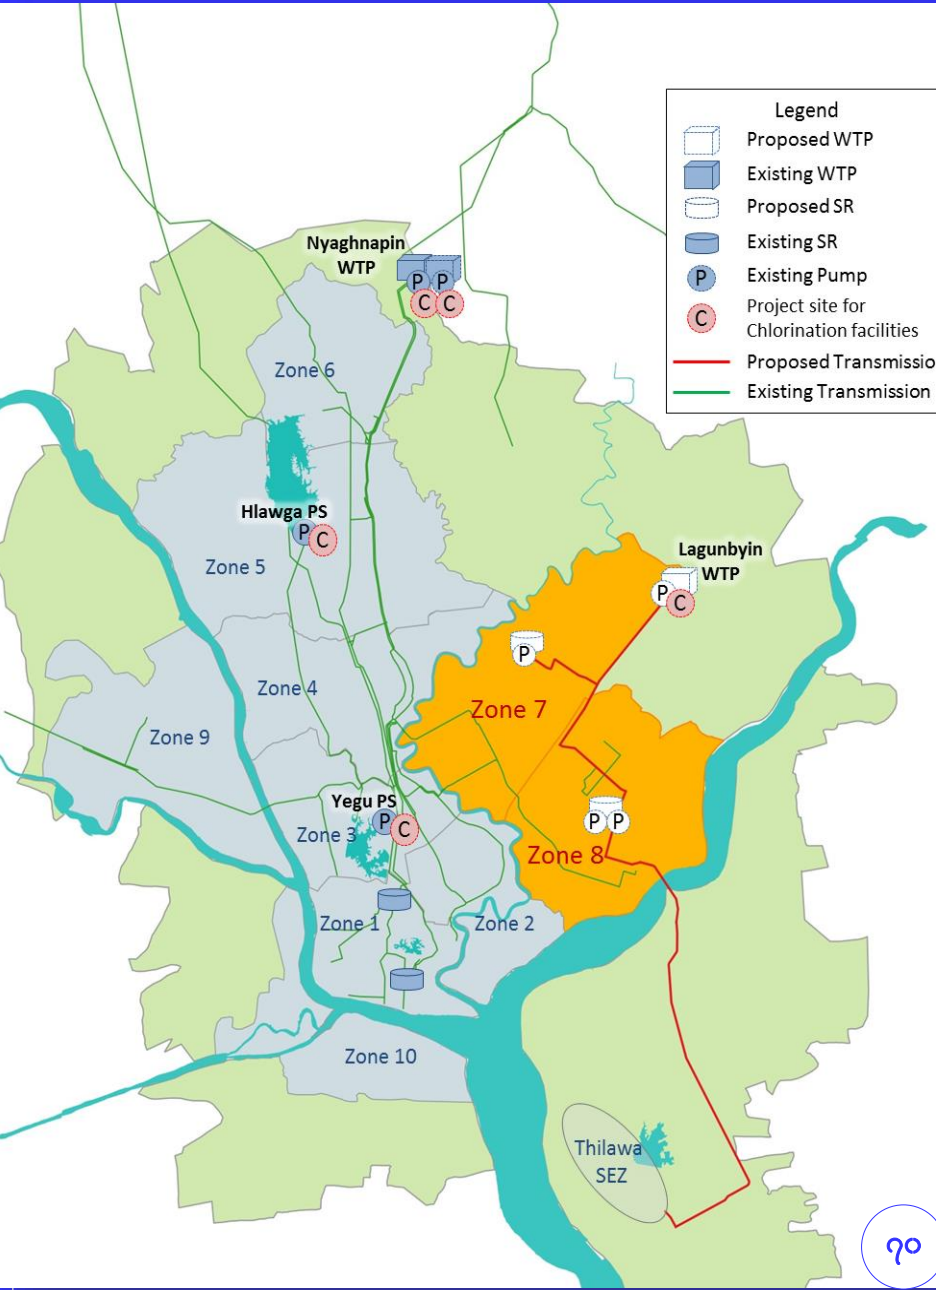 Legend
Proposed WTP
Existing WTP
Proposed SR
Existing SR
P
Existing Pump
C
Project site for
Chlorination facilities
Proposed Transmissio
Existing Transmission
Nyaghnapin
WTP
P P
C C
Zone 6
Hlawga PS
P C
Zone 5
Lagunbyin
WTP
P C
P
Zone 4
Zone 7
Zone 9
Yegu PS
P C
Zone 3
P P
Zone 8
Zone 1
Zone 2
Zone 10
Thilawa
SEZ
၇၀